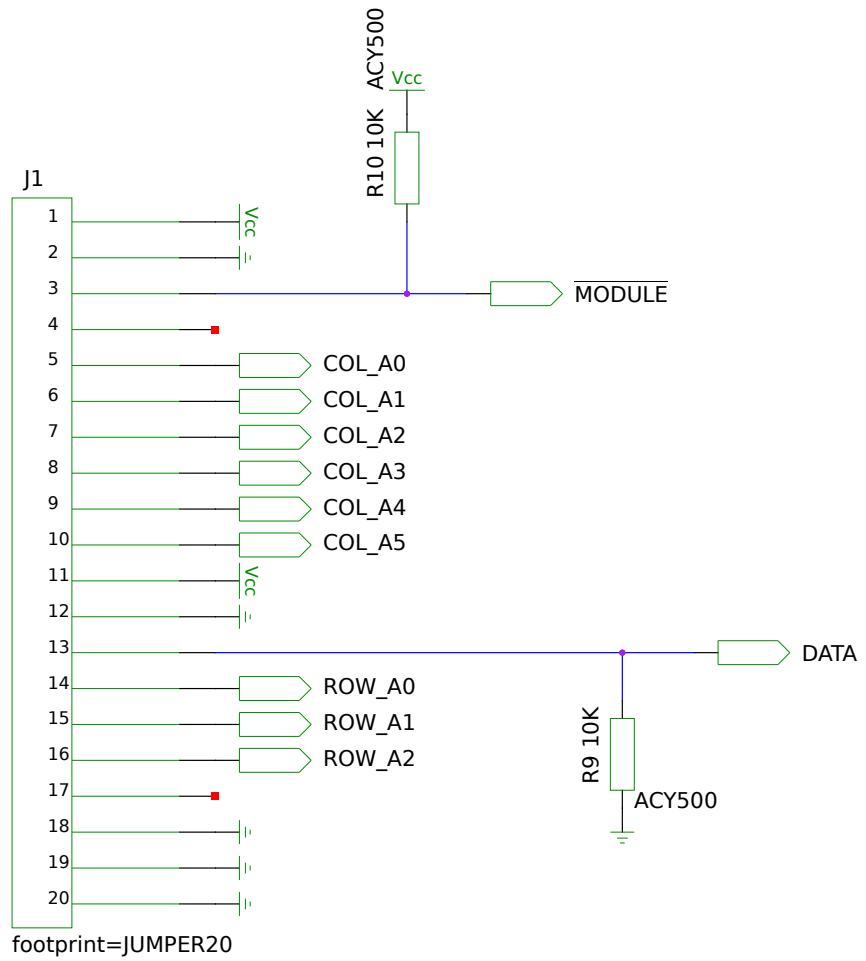 ACY500
Vcc
R10 10K
J1
1
Vcc
2
3
MODULE
4
5
COL_A0
6
COL_A1
7
COL_A2
8
COL_A3
9
COL_A4
10
COL_A5
11
Vcc
12
13
DATA
14
ROW_A0
15
ROW_A1
16
ROW_A2
R9 10K
17
ACY500
18
19
20
footprint=JUMPER20